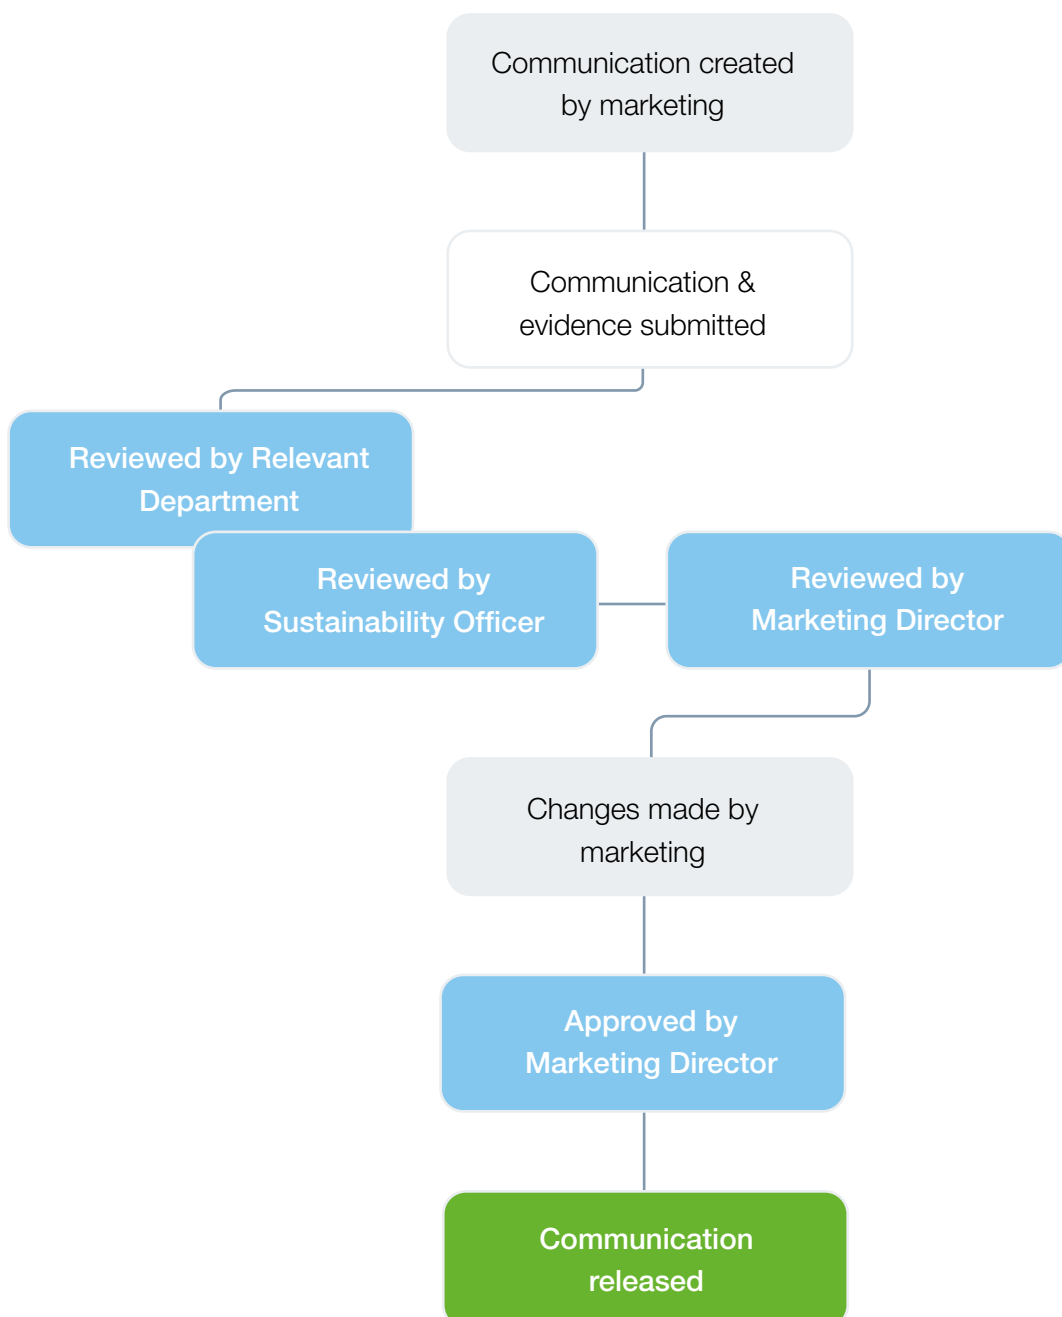 Communication created
by marketing
Communication &
evidence submitted
Reviewed by Relevant
Department
Reviewed by
Sustainability Officer
Reviewed by
Marketing Director
Changes made by
marketing
Approved by
Marketing Director
Communication
released